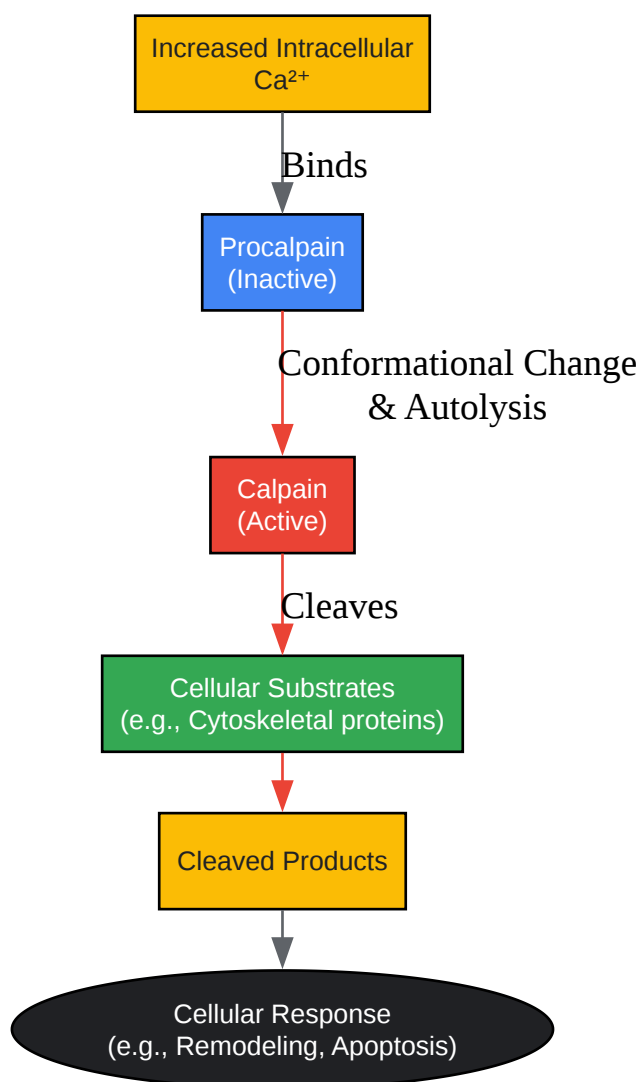 Increased Intracellular
Ca²⁺
Binds
Procalpain
(Inactive)
Conformational Change
& Autolysis
Calpain
(Active)
Cleaves
Cellular Substrates
(e.g., Cytoskeletal proteins)
Cleaved Products
Cellular Response
(e.g., Remodeling, Apoptosis)